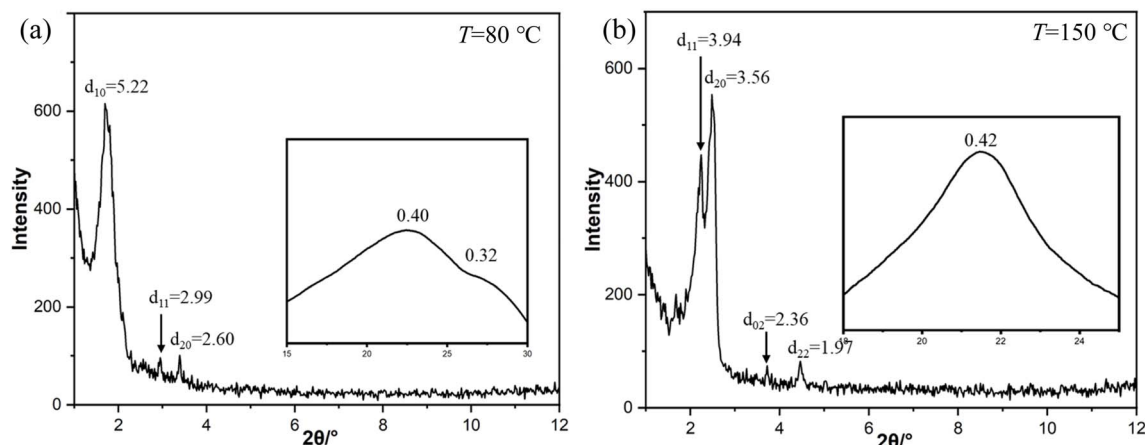 (a)
T=80 °C
d10=5.22
d11=2.99
d20=2.60
0.40
0.32
15
20
25
30
600
400
200
0
Intensity
2
4
6
8
10
12
2θ/°
(b)
T=150 °C
d11=3.94
d20=3.56
d02=2.36
d22=1.97
0.42
18
20
22
24
600
400
200
0
Intensity
2
4
6
8
10
12
2θ/°